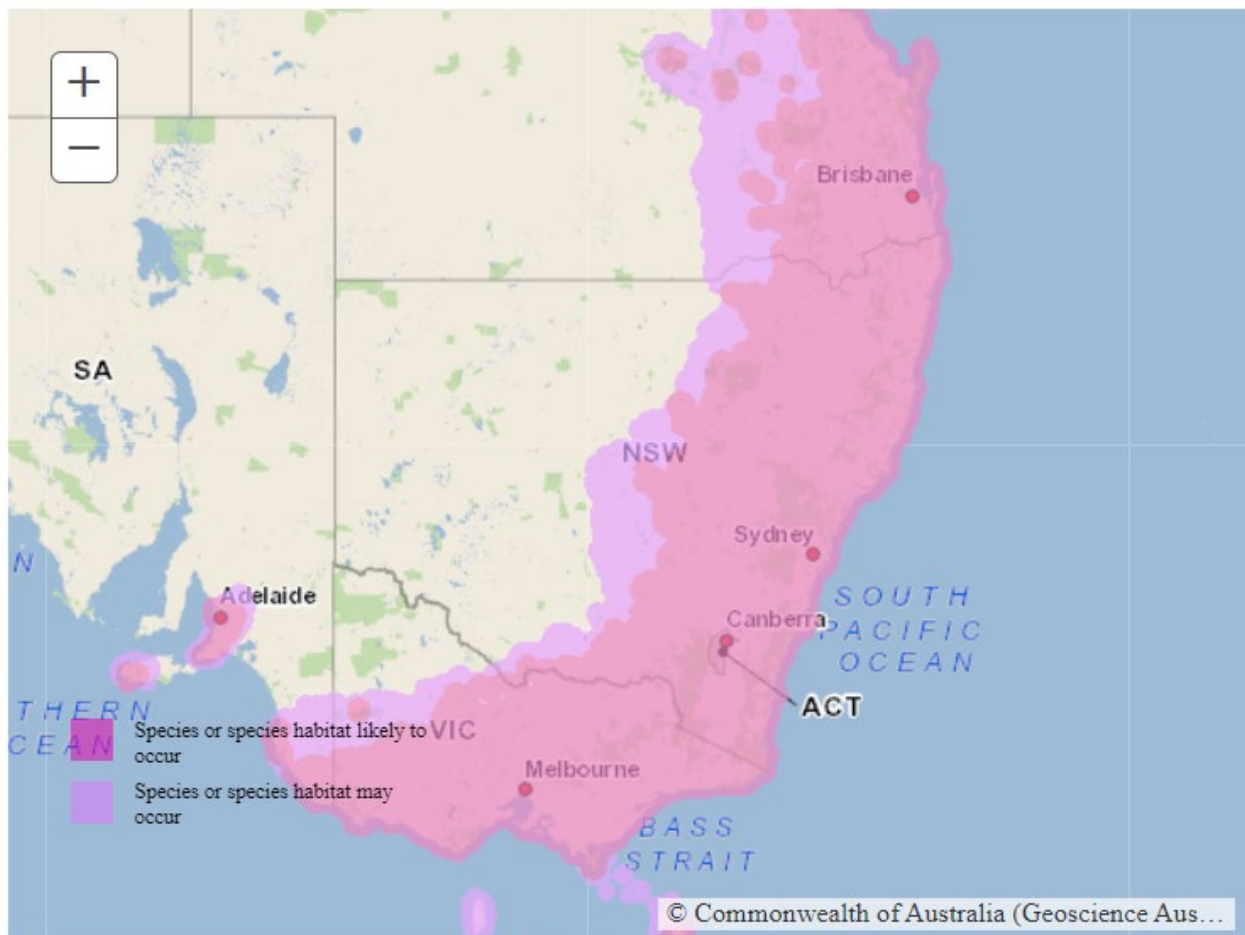 +
−
Brisbane
SA
NSW
Sydney
N
Adelaide
SOUTH
PACIFIC
OCEAN
Canberra
ACT
THERN
OCEAN
Species or species habitat likely to
occur
VIC
Species or species habitat may
occur
Melbourne
BASS
STRAIT
© Commonwealth of Australia (Geoscience Aus…